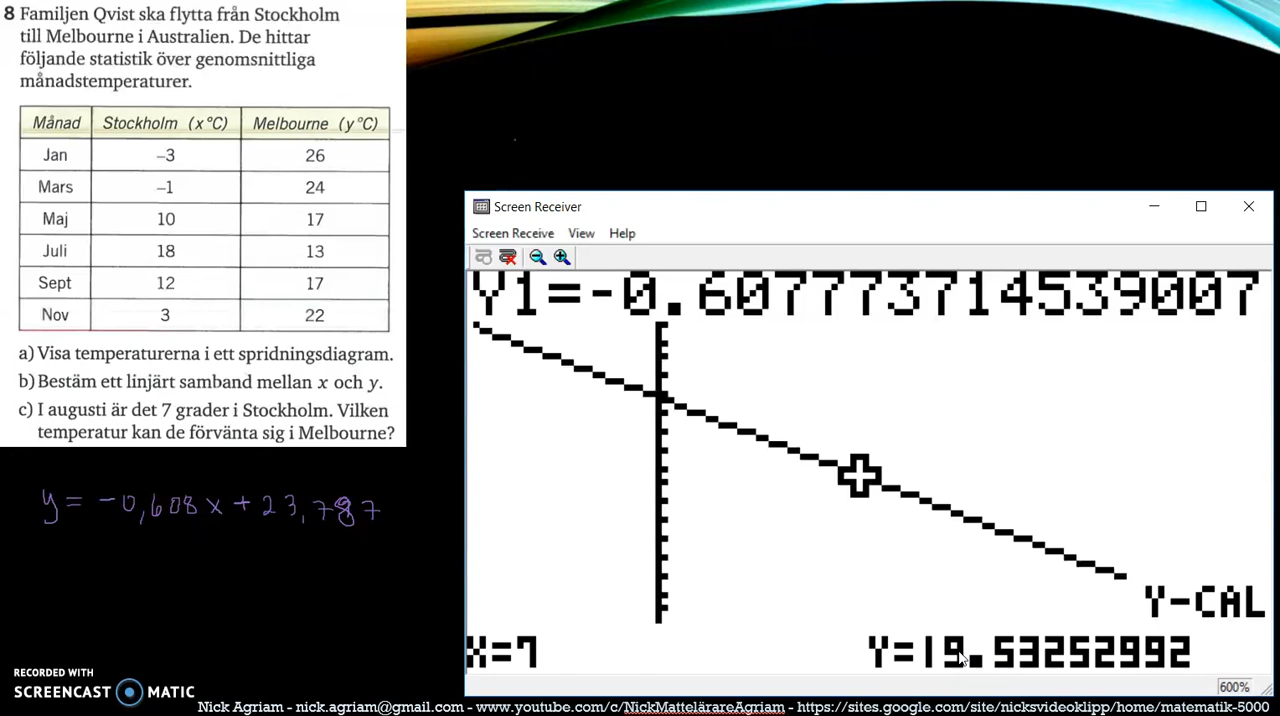 8 Familjen Qvist ska flytta från Stockholm
till Melbourne i Australien. De hittar
följande statistik över genomsnittliga
månadstemperaturer.
Månad Stockholm (x °C) Melbourne (y °C)
Jan –3 26
Mars –1 24
Maj 10 17
Juli 18 13
Sept 12 17
Nov 3 22
a) Visa temperaturerna i ett spridningsdiagram.
b) Bestäm ett linjärt samband mellan x och y.
c) I augusti är det 7 grader i Stockholm. Vilken
temperatur kan de förvänta sig i Melbourne?
y = -0,608x + 23,787
Screen Receiver
Screen Receive View Help
Y1=-0.607773714539007
Y-CAL
X=7 Y=19.53252992
600%
RECORDED WITH
SCREENCAST MATIC
Nick Agriam - nick.agriam@gmail.com - www.youtube.com/c/NickMattelärareAgriam - https://sites.google.com/site/nicksvideoklipp/home/matematik-5000